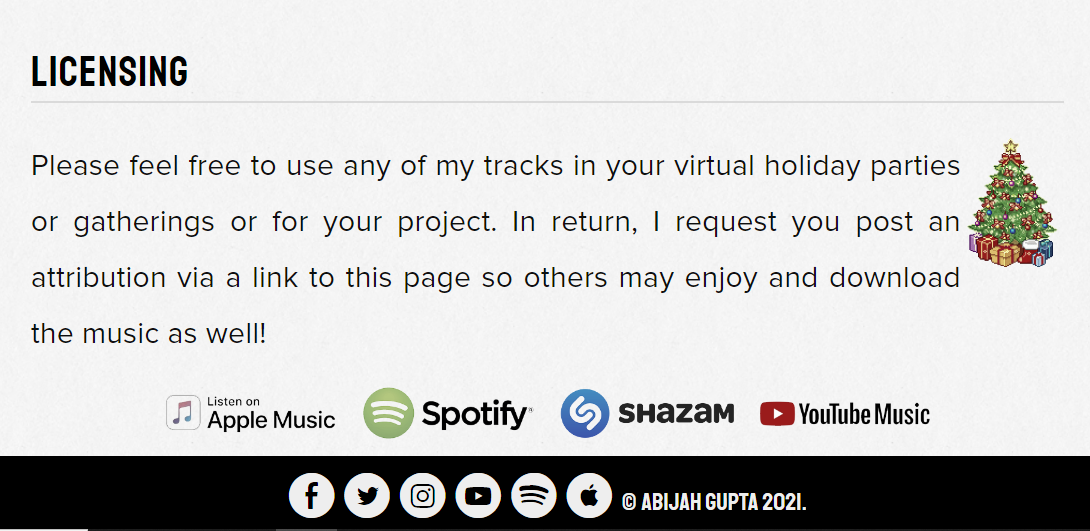 LICENSING
Please feel free to use any of my tracks in your virtual holiday parties
or gatherings or for your project. In return, I request you post an
attribution via a link to this page so others may enjoy and download
the music as well!
Listen on
Apple Music
Spotify®
SHAZAM
YouTube Music
© ABIJAH GUPTA 2021.